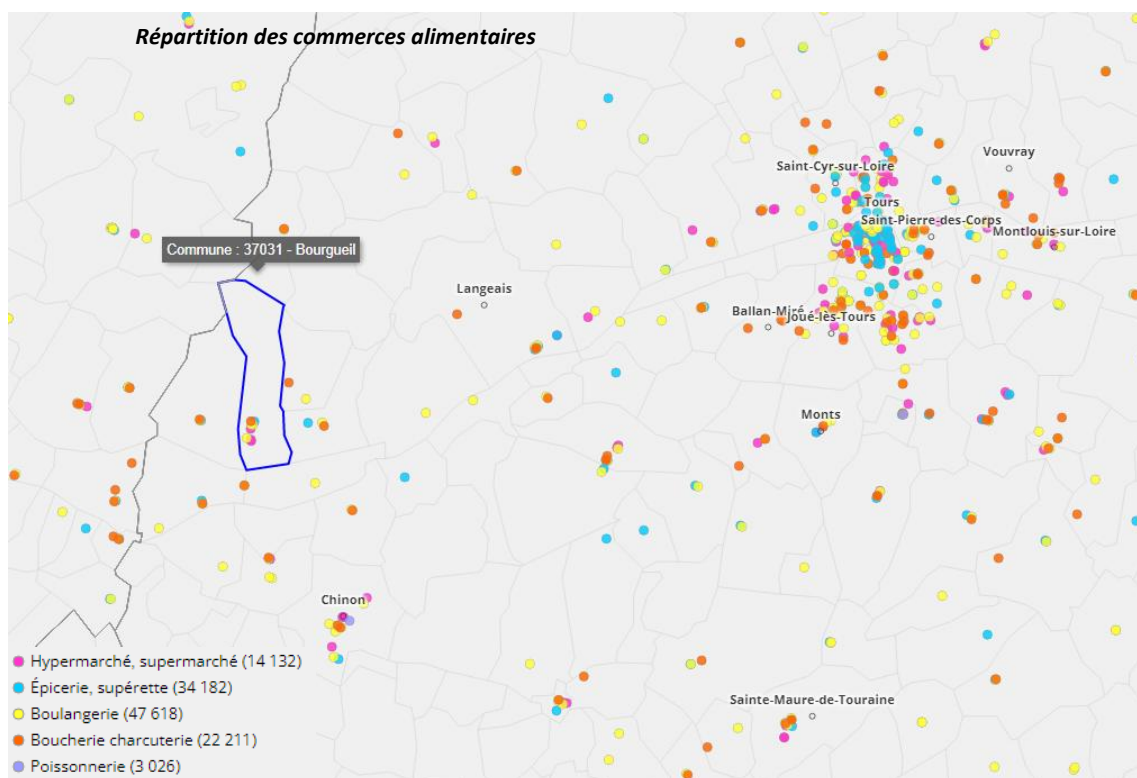 Répartition des commerces alimentaires
Saint-Cyr-sur-Loire
Vouvray
Tours
Saint-Pierre-des-Corps
Montlouis-sur-Loire
Commune : 37031 - Bourgueil
Langeais
Ballan-Miré
Joué-lès-Tours
Monts
Chinon
Sainte-Maure-de-Touraine
Hypermarché, supermarché (14 132)
Épicerie, supérette (34 182)
Boulangerie (47 618)
Boucherie charcuterie (22 211)
Poissonnerie (3 026)